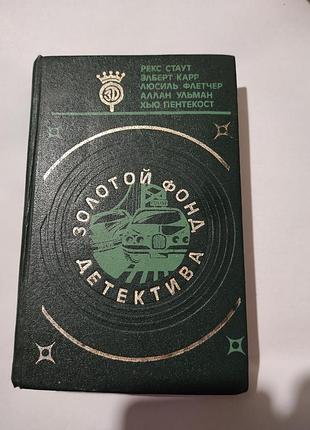 РЕКС СТАУТ
ЭЛБЕРТ КАРР
ЛЮСИЛЬ ФЛЕТЧЕР
АЛЛАН УЛЬМАН
ХЬЮ ПЕНТЕКОСТ
ЗОЛОТОЙ ФОНД
ДЕТЕКТИВА